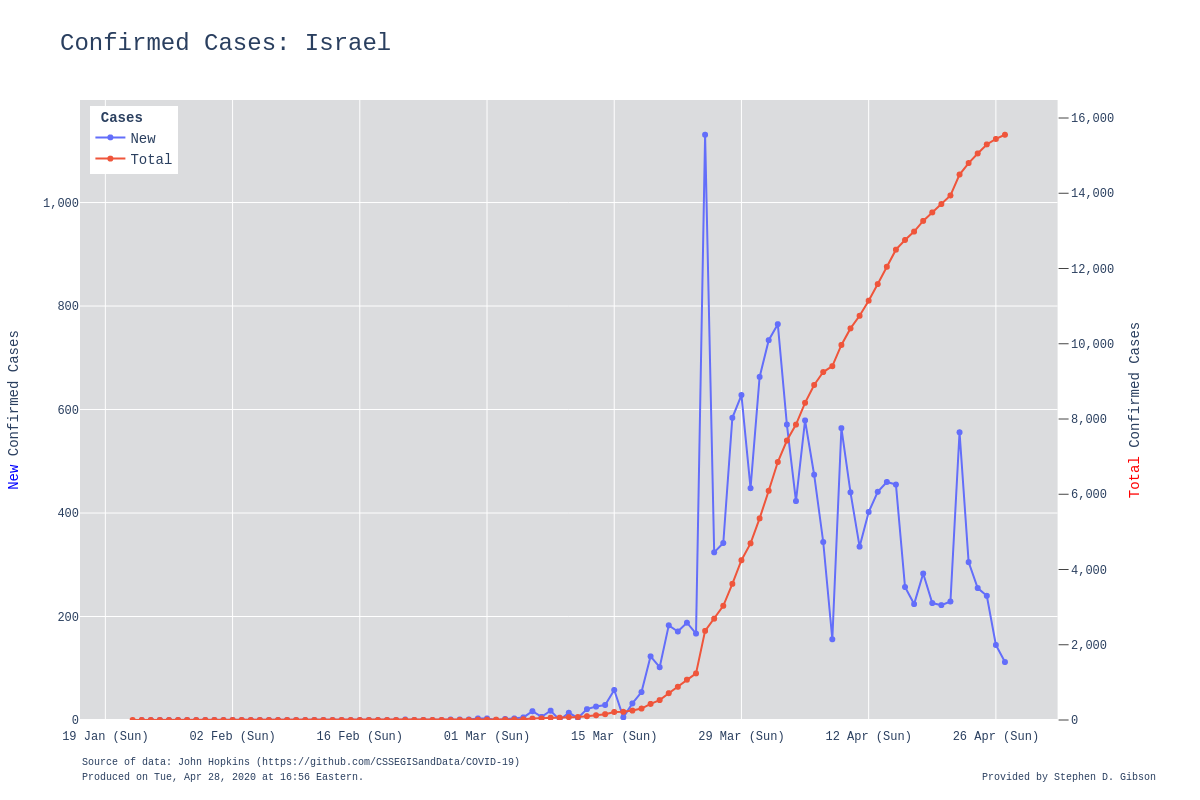 Confirmed Cases: Israel
Cases
New
Total
1,000
800
600
400
200
0
New Confirmed Cases
16,000
14,000
12,000
10,000
8,000
6,000
4,000
2,000
0
Total Confirmed Cases
19 Jan (Sun) 02 Feb (Sun) 16 Feb (Sun) 01 Mar (Sun) 15 Mar (Sun) 29 Mar (Sun) 12 Apr (Sun) 26 Apr (Sun)
Source of data: John Hopkins (https://github.com/CSSEGISandData/COVID-19)
Produced on Tue, Apr 28, 2020 at 16:56 Eastern.
Provided by Stephen D. Gibson